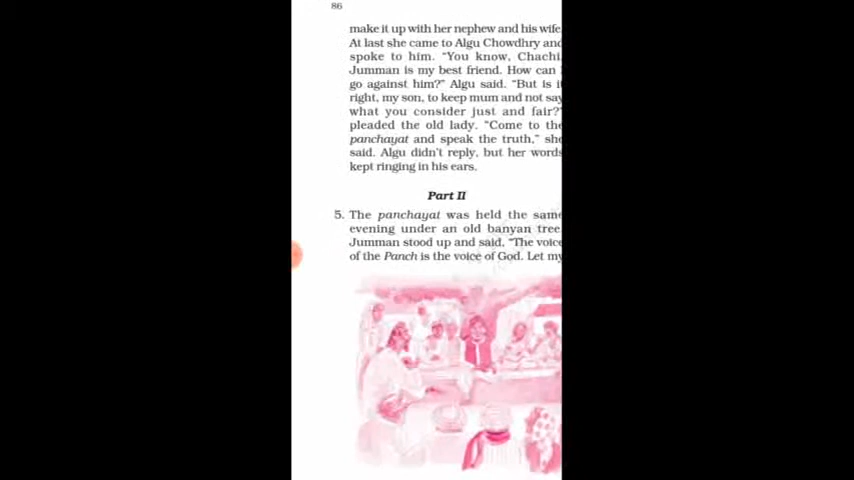 86
make it up with her nephew and his wife
At last she came to Algu Chowdhry and
spoke to him. “You know, Chachi,
Jumman is my best friend. How can
go against him?” Algu said. “But is it
right, my son, to keep mum and not say
what you consider just and fair?”
pleaded the old lady. “Come to the
panchayat and speak the truth,” she
said. Algu didn’t reply, but her words
kept ringing in his ears.
Part II
5. The panchayat was held the same
evening under an old banyan tree.
Jumman stood up and said, “The voice
of the Panch is the voice of God. Let my